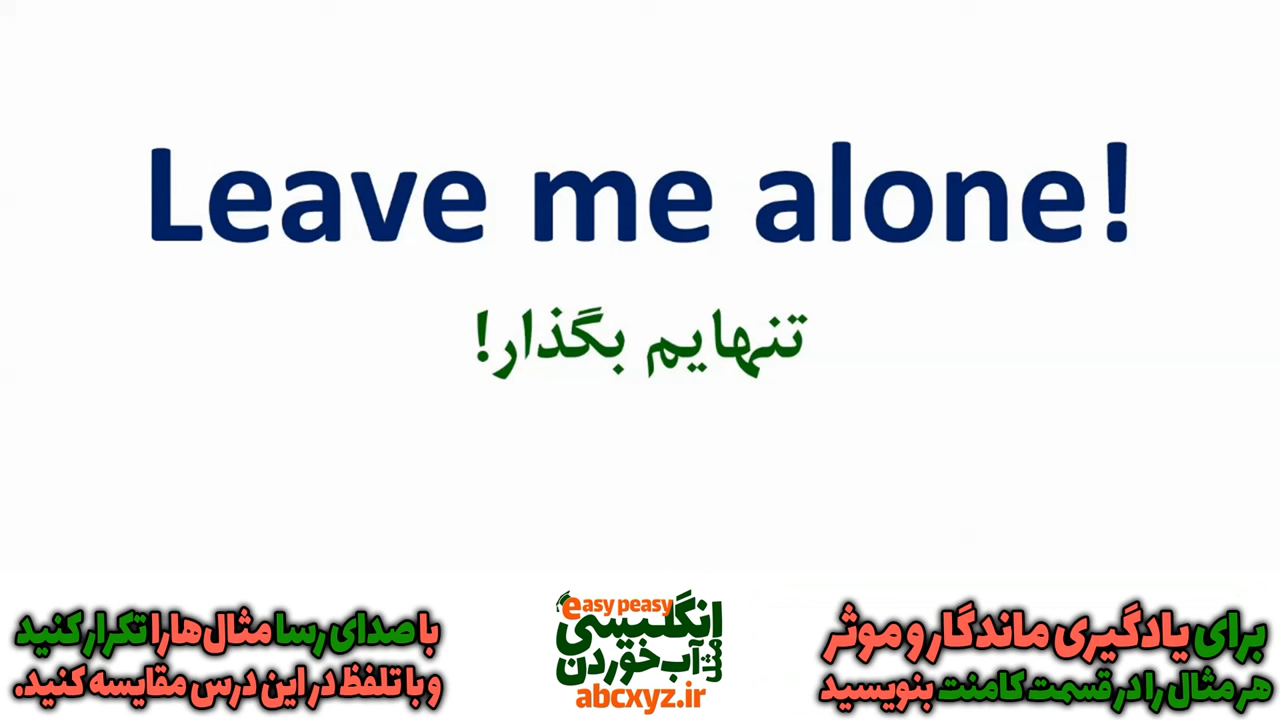 Leave me alone!
تنهایم بگذار!
برای یادگیری ماندگار و موثر
هر مثال را در قسمت کامنت بنویسید
easy peasy
انگلیسی
مثل آب خوردن
abcxyz.ir
با صدای رسا مثال‌ها را تکرار کنید
و با تلفظ در این درس مقایسه کنید.